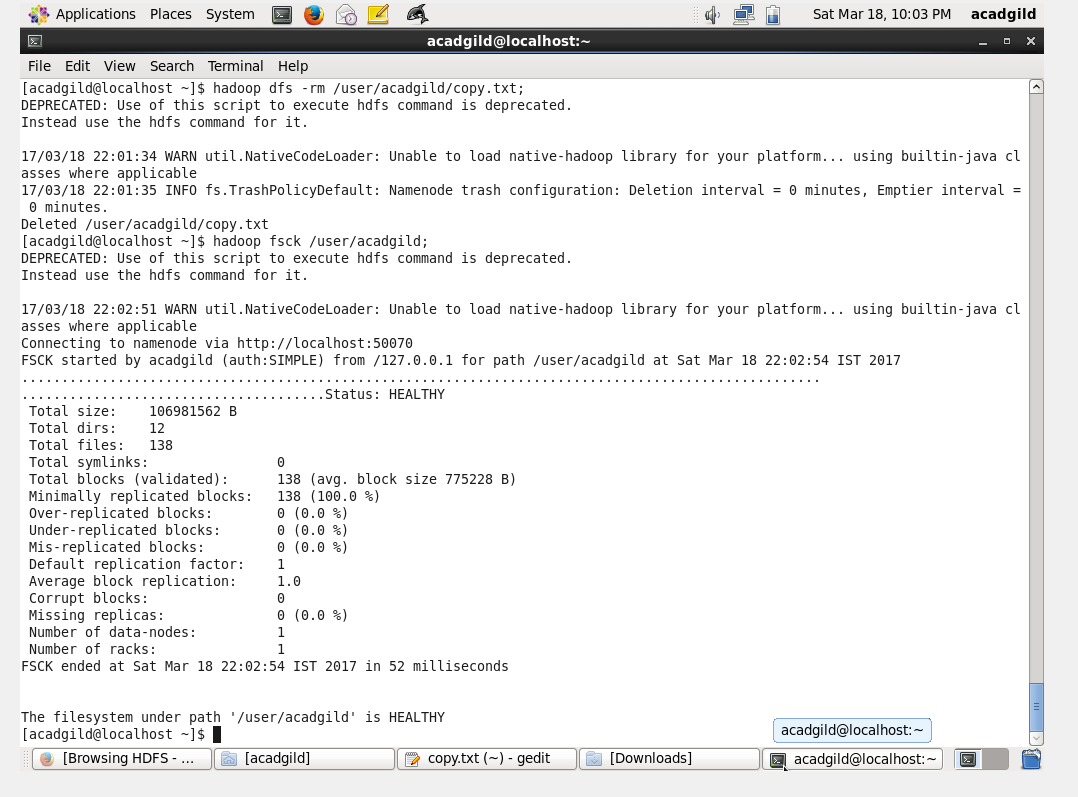 Applications Places System Sat Mar 18, 10:03 PM acadgild
acadgild@localhost:~
File Edit View Search Terminal Help
[acadgild@localhost ~]$ hadoop dfs -rm /user/acadgild/copy.txt;
DEPRECATED: Use of this script to execute hdfs command is deprecated.
Instead use the hdfs command for it.
17/03/18 22:01:34 WARN util.NativeCodeLoader: Unable to load native-hadoop library for your platform... using builtin-java cl
asses where applicable
17/03/18 22:01:35 INFO fs.TrashPolicyDefault: Namenode trash configuration: Deletion interval = 0 minutes, Emptier interval =
0 minutes.
Deleted /user/acadgild/copy.txt
[acadgild@localhost ~]$ hadoop fsck /user/acadgild;
DEPRECATED: Use of this script to execute hdfs command is deprecated.
Instead use the hdfs command for it.
17/03/18 22:02:51 WARN util.NativeCodeLoader: Unable to load native-hadoop library for your platform... using builtin-java cl
asses where applicable
Connecting to namenode via http://localhost:50070
FSCK started by acadgild (auth:SIMPLE) from /127.0.0.1 for path /user/acadgild at Sat Mar 18 22:02:54 IST 2017
....................................................................................................
......................................Status: HEALTHY
Total size: 106981562 B
Total dirs: 12
Total files: 138
Total symlinks: 0
Total blocks (validated): 138 (avg. block size 775228 B)
Minimally replicated blocks: 138 (100.0 %)
Over-replicated blocks: 0 (0.0 %)
Under-replicated blocks: 0 (0.0 %)
Mis-replicated blocks: 0 (0.0 %)
Default replication factor: 1
Average block replication: 1.0
Corrupt blocks: 0
Missing replicas: 0 (0.0 %)
Number of data-nodes: 1
Number of racks: 1
FSCK ended at Sat Mar 18 22:02:54 IST 2017 in 52 milliseconds
The filesystem under path '/user/acadgild' is HEALTHY
[acadgild@localhost ~]$
acadgild@localhost:~
[Browsing HDFS - ... [acadgild] copy.txt (~) - gedit [Downloads] acadgild@localhost:~